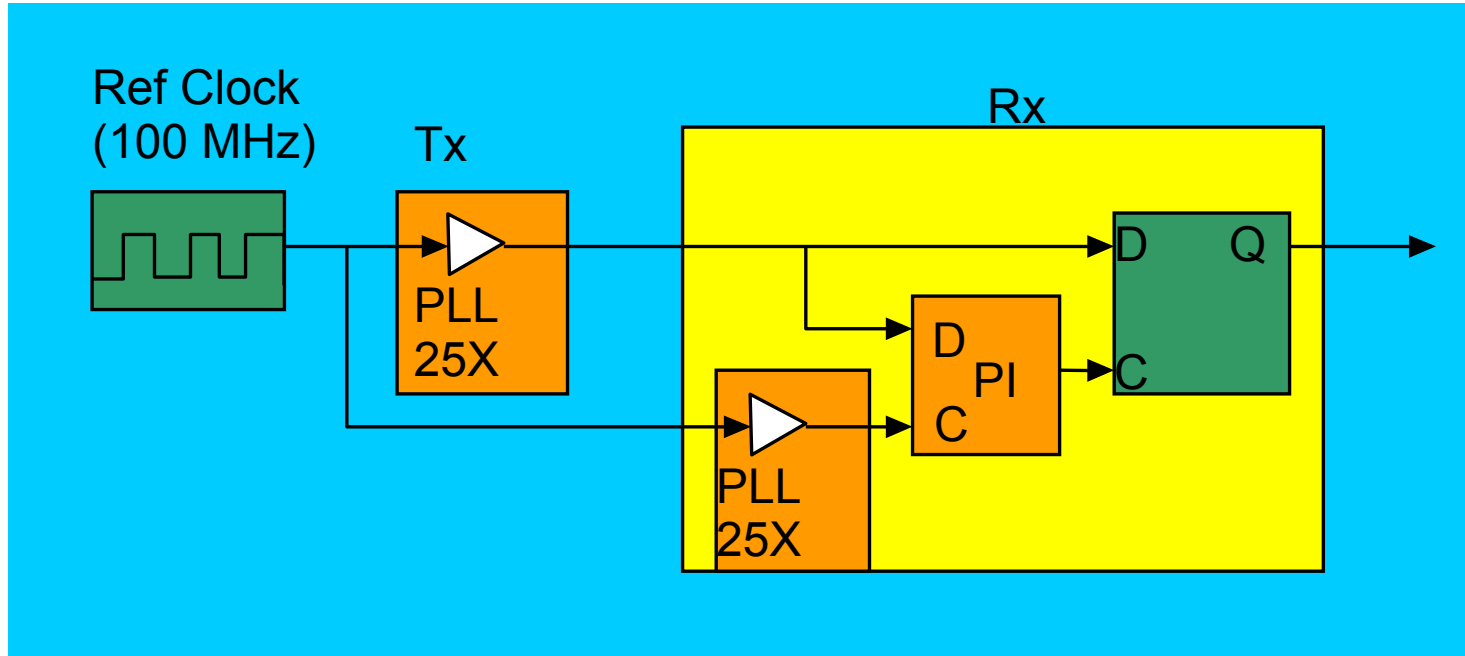 Ref Clock
(100 MHz)
Tx
PLL
25X
Rx
D
Q
C
D
PI
C
PLL
25X